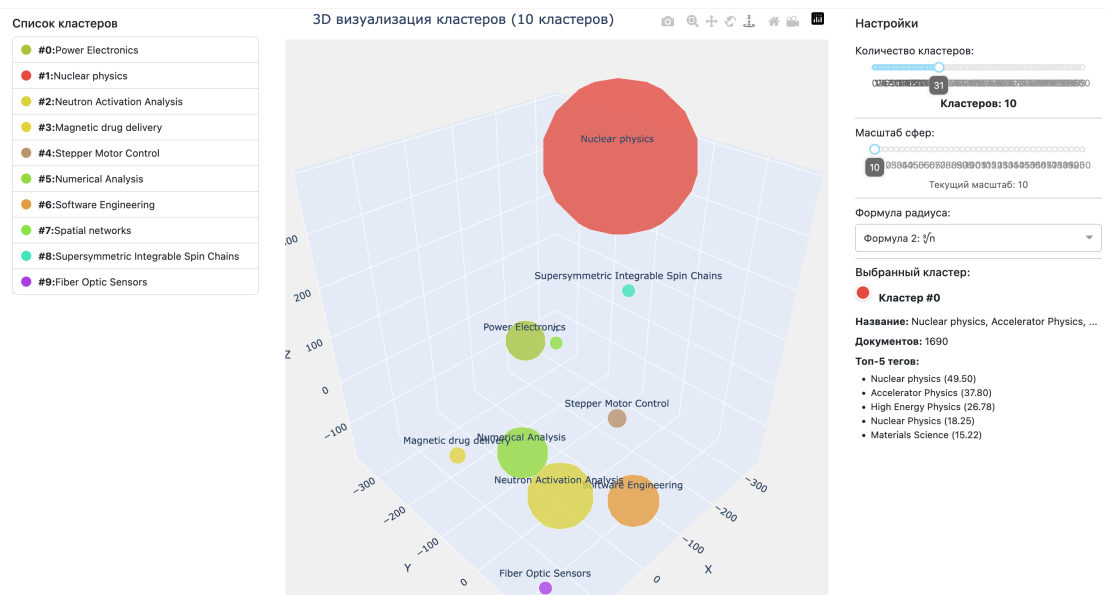 Список кластеров
#0:Power Electronics
#1:Nuclear physics
#2:Neutron Activation Analysis
#3:Magnetic drug delivery
#4:Stepper Motor Control
#5:Numerical Analysis
#6:Software Engineering
#7:Spatial networks
#8:Supersymmetric Integrable Spin Chains
#9:Fiber Optic Sensors
3D визуализация кластеров (10 кластеров)
Nuclear physics
Supersymmetric Integrable Spin Chains
Power Electronics
Stepper Motor Control
Magnetic drug delivery
Numerical Analysis
Neutron Activation Analysis
Software Engineering
Fiber Optic Sensors
200
Z
100
0
−100
−300
−200
−100
Y
0
−300
−200
−100
X
0
Настройки
Количество кластеров:
31
Кластеров: 10
Масштаб сфер:
10
Текущий масштаб: 10
Формула радиуса:
Формула 2: ∛n
Выбранный кластер:
Кластер #0
Название: Nuclear physics, Accelerator Physics, ...
Документов: 1690
Топ-5 тегов:
Nuclear physics (49.50)
Accelerator Physics (37.80)
High Energy Physics (26.78)
Nuclear Physics (18.25)
Materials Science (15.22)